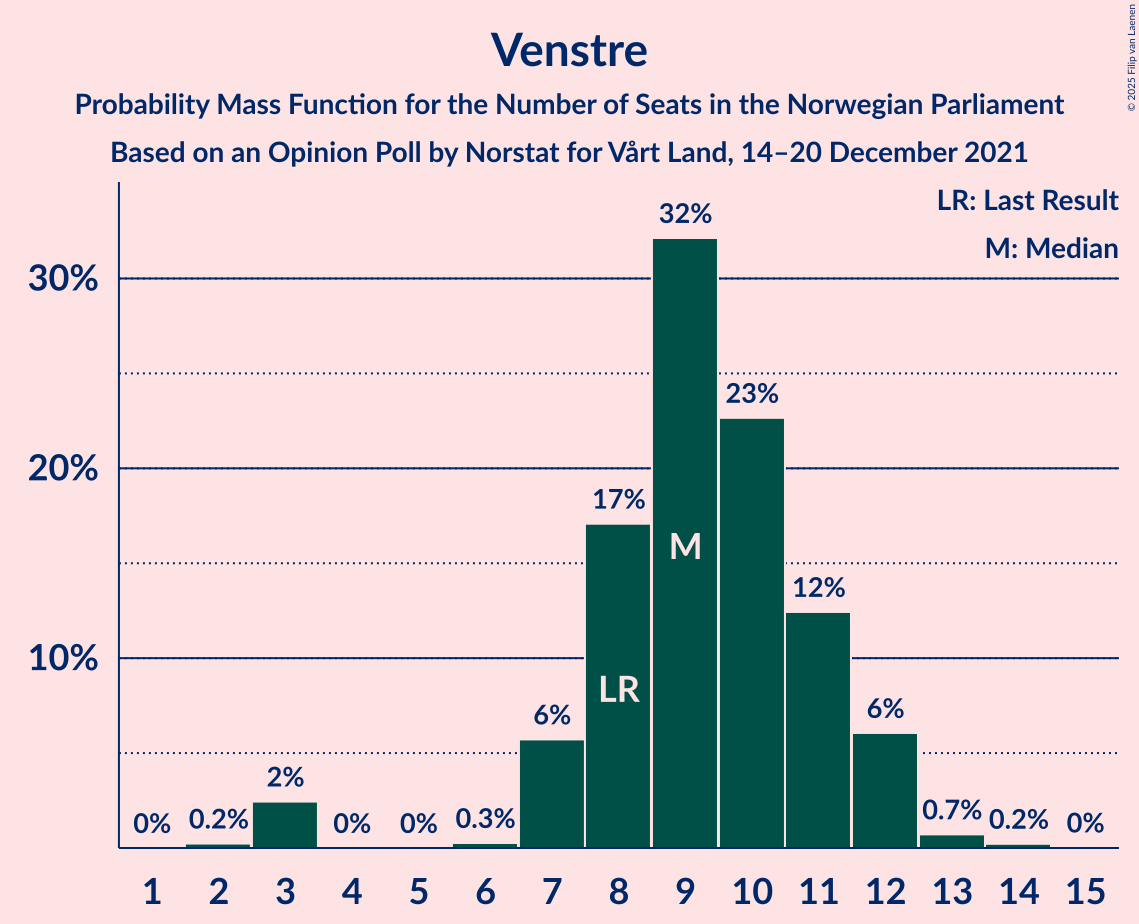 Venstre
Probability Mass Function for the Number of Seats in the Norwegian Parliament
Based on an Opinion Poll by Norstat for Vårt Land, 14–20 December 2021
© 2025 Filip van Laenen
LR: Last Result
M: Median
30%
20%
10%
0%
0.2%
2%
0%
0%
0.3%
6%
17%
32%
23%
12%
6%
0.7%
0.2%
0%
LR
M
1 2 3 4 5 6 7 8 9 10 11 12 13 14 15